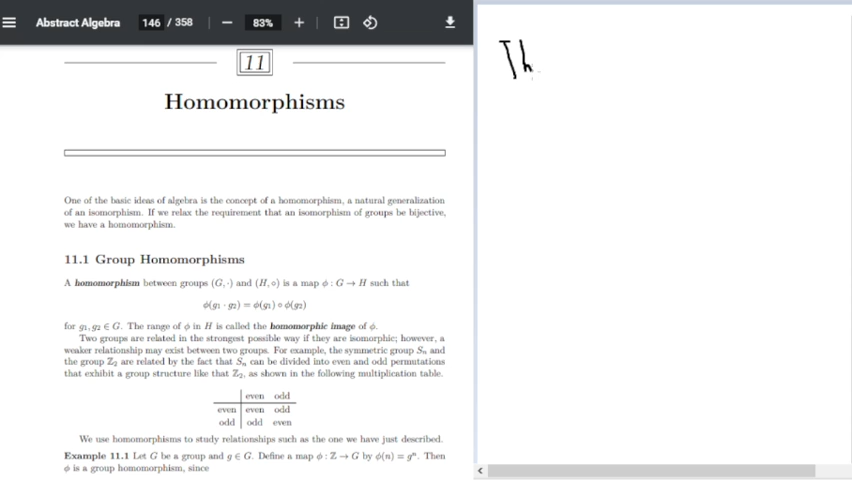 Abstract Algebra 146 / 358 83%
11
Homomorphisms
One of the basic ideas of algebra is the concept of a homomorphism, a natural generalization
of an isomorphism. If we relax the requirement that an isomorphism of groups be bijective,
we have a homomorphism.
11.1 Group Homomorphisms
A homomorphism between groups (G, ·) and (H, ∘) is a map ϕ : G → H such that
ϕ(g₁ · g₂) = ϕ(g₁) ∘ ϕ(g₂)
for g₁, g₂ ∈ G. The range of ϕ in H is called the homomorphic image of ϕ.
Two groups are related in the strongest possible way if they are isomorphic; however, a
weaker relationship may exist between two groups. For example, the symmetric group Sₙ and
the group ℤ₂ are related by the fact that Sₙ can be divided into even and odd permutations
that exhibit a group structure like that ℤ₂, as shown in the following multiplication table.
even odd
even even odd
odd odd even
We use homomorphisms to study relationships such as the one we have just described.
Example 11.1 Let G be a group and g ∈ G. Define a map ϕ : ℤ → G by ϕ(n) = gⁿ. Then
ϕ is a group homomorphism, since
Th